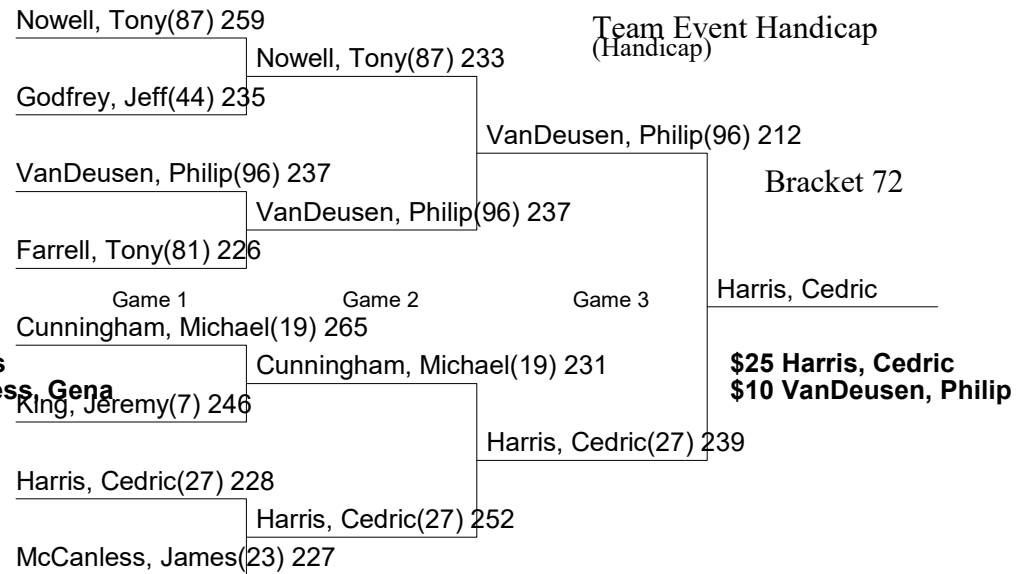 Nowell, Tony(87) 259
Team Event Handicap
(Handicap)
Nowell, Tony(87) 233
Godfrey, Jeff(44) 235
VanDeusen, Philip(96) 212
VanDeusen, Philip(96) 237
Bracket 72
VanDeusen, Philip(96) 237
Farrell, Tony(81) 226
Game 1 Game 2 Game 3
Harris, Cedric
Cunningham, Michael(19) 265
Cunningham, Michael(19) 231
$25 Harris, Cedric
Gena
$10 VanDeusen, Philip
King, Jeremy(7) 246
Harris, Cedric(27) 239
Harris, Cedric(27) 228
Harris, Cedric(27) 252
McCanless, James(23) 227